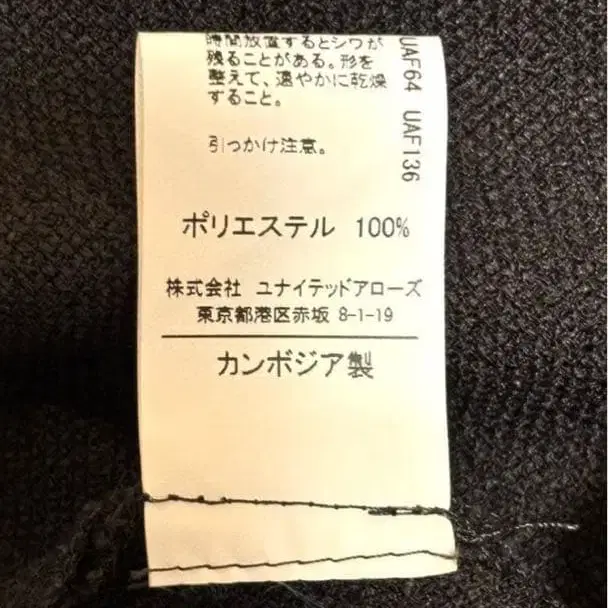 時間放置するとシワが
残ることがある。形を
整えて、速やかに乾燥
すること。
引っかけ注意。
UAF64 UAF136
ポリエステル 100%
株式会社 ユナイテッドアローズ
東京都港区赤坂 8-1-19
カンボジア製